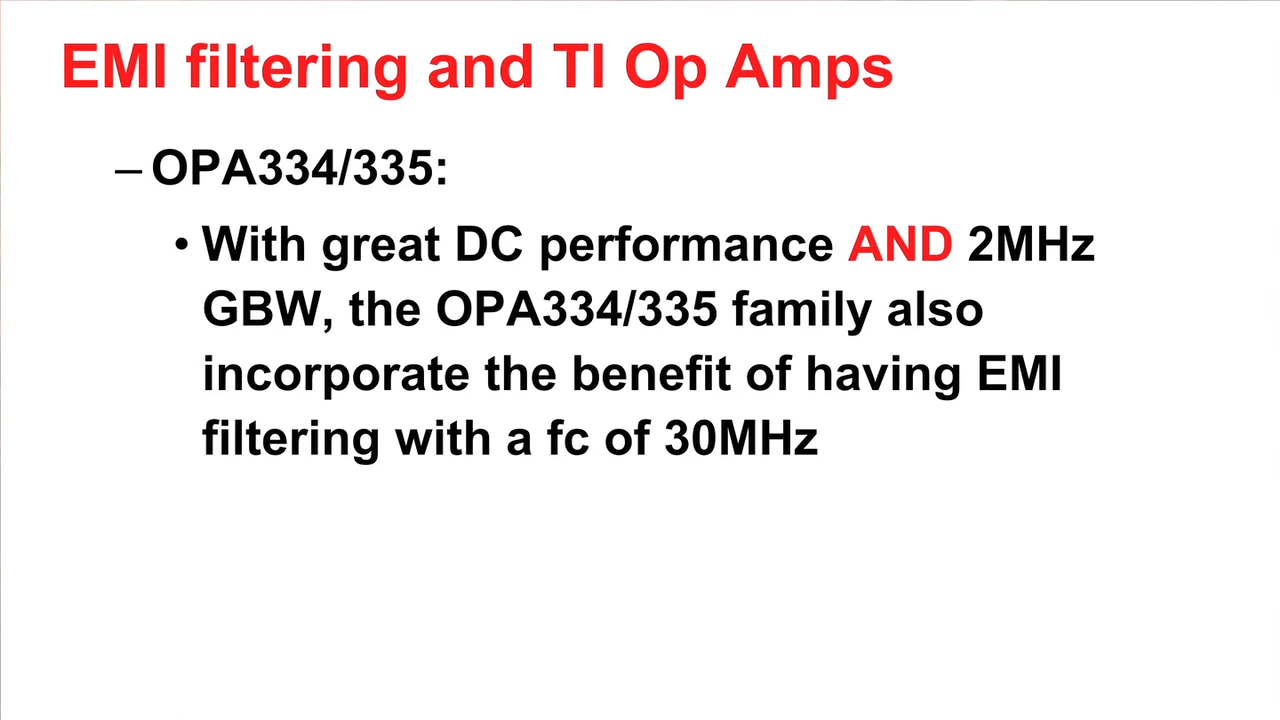 EMI filtering and TI Op Amps
– OPA334/335:
• With great DC performance AND 2MHz
GBW, the OPA334/335 family also
incorporate the benefit of having EMI
filtering with a fc of 30MHz